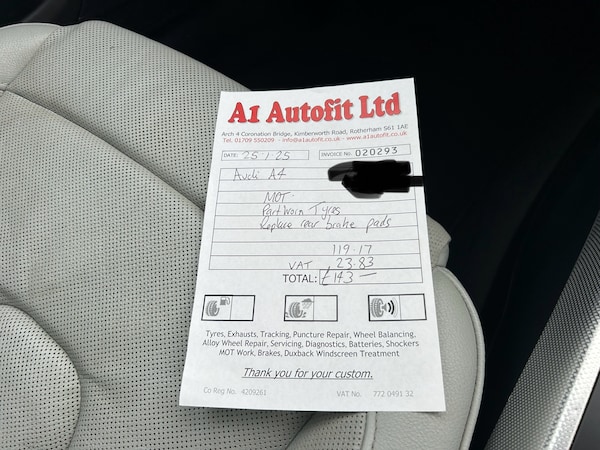 A1 Autofit Ltd
Arch 4 Coronation Bridge, Kimberworth Road, Rotherham S61 1AE
Tel. 01709 550209 - info@a1autofit.co.uk - www.a1autofit.co.uk
DATE: 25.1.25 INVOICE No. 020293
Audi A4
MOT.
Part Worn Tyres
Replace rear brake pads
119.17
VAT 23.83
TOTAL: £143 —
Tyres, Exhausts, Tracking, Puncture Repair, Wheel Balancing,
Alloy Wheel Repair, Servicing, Diagnostics, Batteries, Shockers
MOT Work, Brakes, Duxback Windscreen Treatment
Thank you for your custom.
Co Reg No. 4209261 VAT No. 772 0491 32